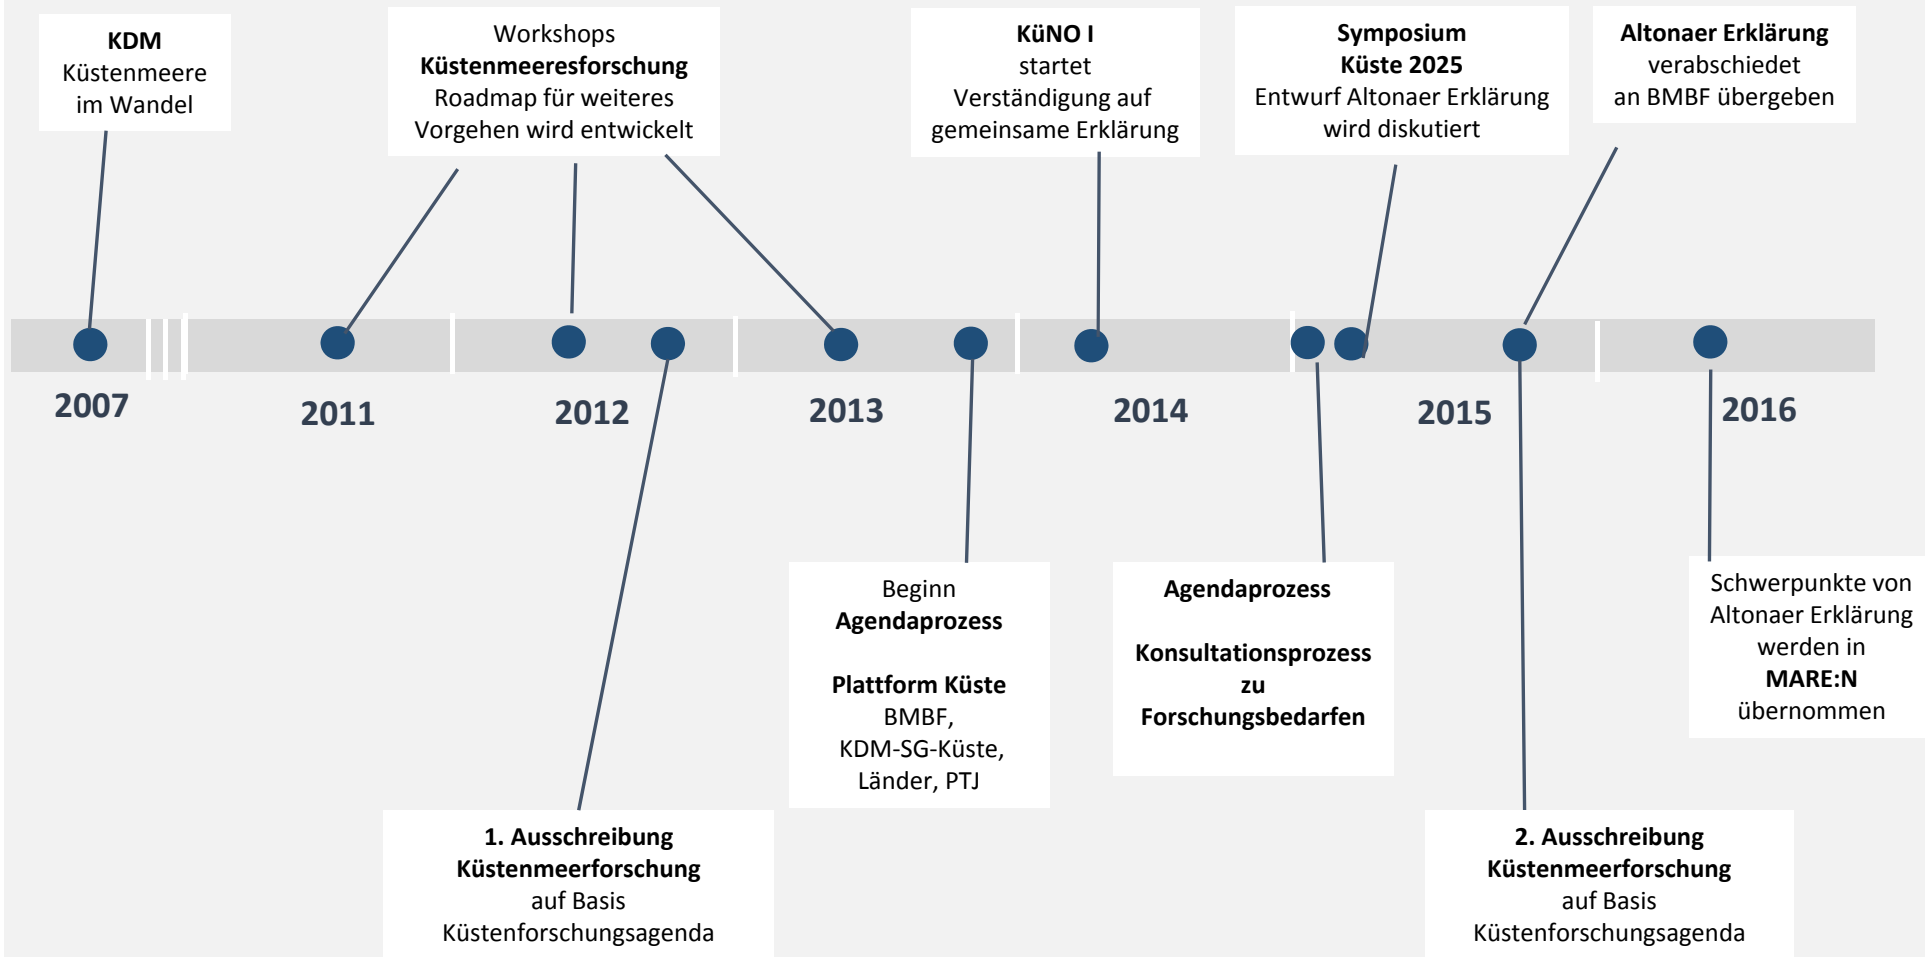 KDM
Küstenmeere
im Wandel
Workshops
Küstenmeeresforschung
Roadmap für weiteres
Vorgehen wird entwickelt
KüNO I
startet
Verständigung auf
gemeinsame Erklärung
Symposium
Küste 2025
Entwurf Altonaer Erklärung
wird diskutiert
Altonaer Erklärung
verabschiedet
an BMBF übergeben
2007
2011
2012
2013
2014
2015
2016
Beginn
Agendaprozess
Plattform Küste
BMBF,
KDM-SG-Küste,
Länder, PTJ
Agendaprozess
Konsultationsprozess
zu
Forschungsbedarfen
Schwerpunkte von
Altonaer Erklärung
werden in
MARE:N
übernommen
1. Ausschreibung
Küstenmeerforschung
auf Basis
Küstenforschungsagenda
2. Ausschreibung
Küstenmeerforschung
auf Basis
Küstenforschungsagenda